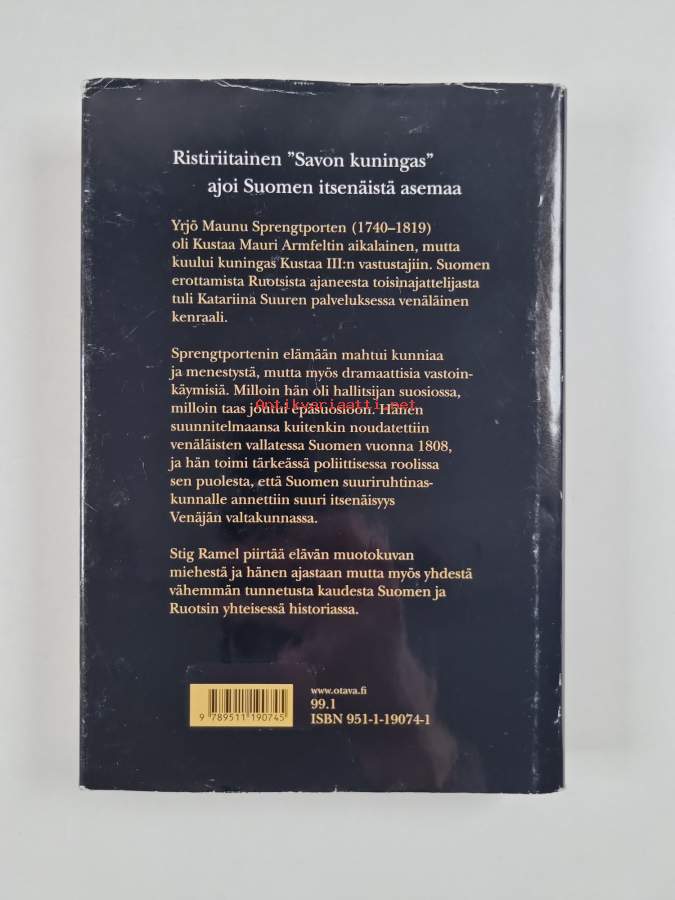 Ristiriitainen ”Savon kuningas”
ajoi Suomen itsenäistä asemaa
Yrjö Maunu Sprengtporten (1740–1819)
oli Kustaa Mauri Armfeltin aikalainen, mutta
kuului kuningas Kustaa III:n vastustajiin. Suomen
erottamista Ruotsista ajaneesta toisinajattelijasta
tuli Katariina Suuren palveluksessa venäläinen
kenraali.
Sprengtportenin elämään mahtui kunniaa
ja menestystä, mutta myös dramaattisia vastoin-
käymisiä. Milloin hän oli hallitsijan suosiossa,
Antikvariaatti.net
milloin taas joutui epäsuosioon. Hänen
suunnitelmaansa kuitenkin noudatettiin
venäläisten vallatessa Suomen vuonna 1808,
ja hän toimi tärkeässä poliittisessa roolissa
sen puolesta, että Suomen suuriruhtinas-
kunnalle annettiin suuri itsenäisyys
Venäjän valtakunnassa.
Stig Ramel piirtää elävän muotokuvan
miehestä ja hänen ajastaan mutta myös yhdestä
vähemmän tunnetusta kaudesta Suomen ja
Ruotsin yhteisessä historiassa.
www.otava.fi
99.1
ISBN 951-1-19074-1
9 789511 190745